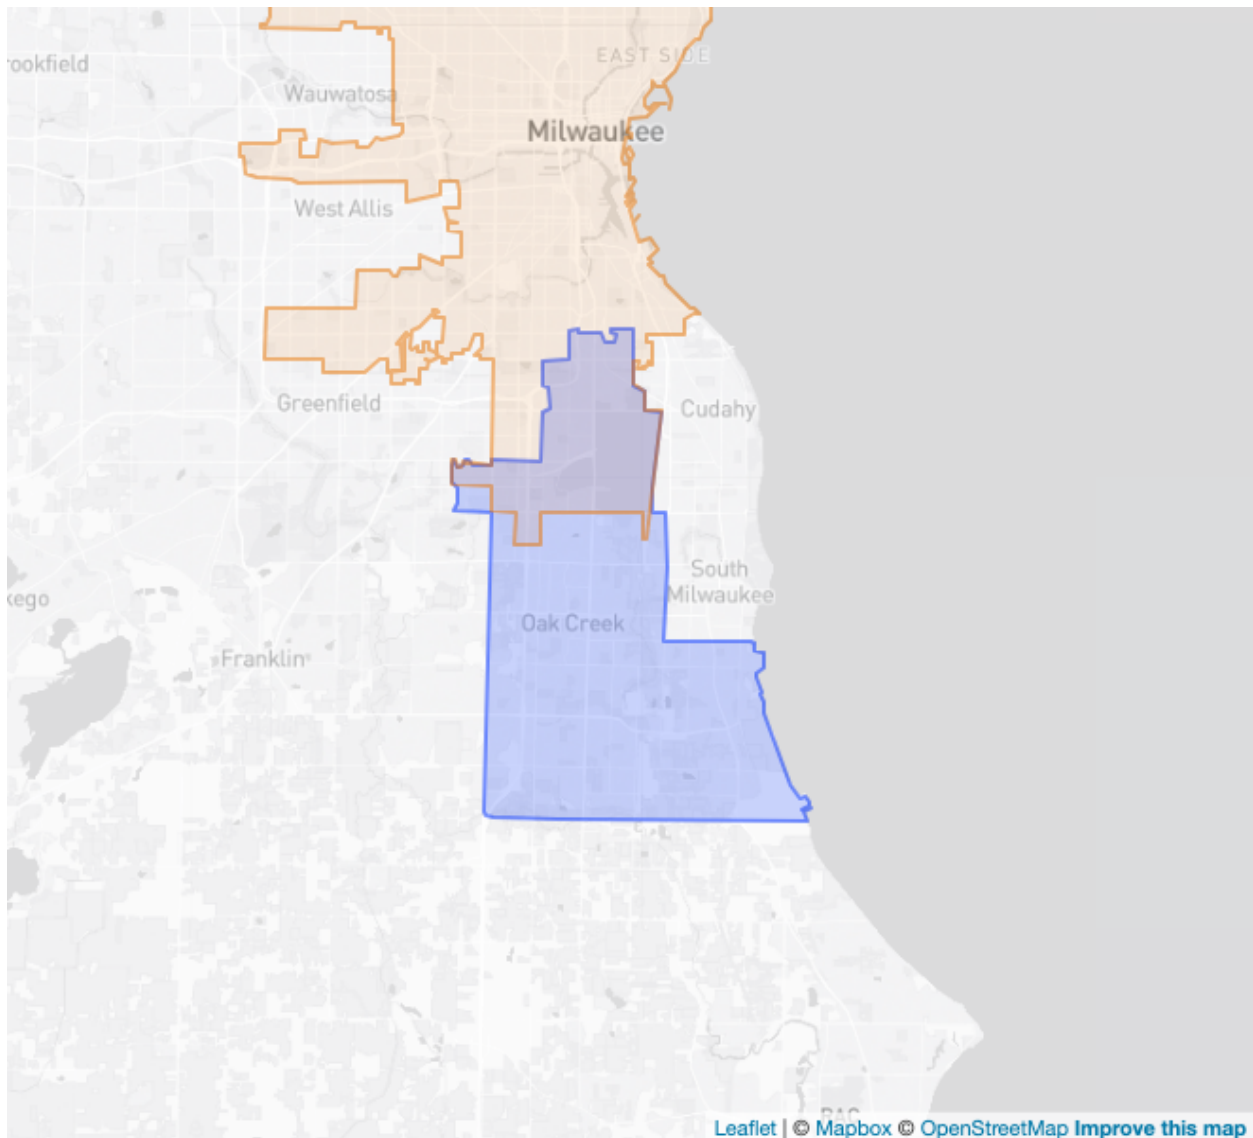 EAST SIDE
rookfield
Wauwatosa
Milwaukee
West Allis
Greenfield
Cudahy
South
Milwaukee
kego
Oak Creek
Franklin
RAC
Leaflet | © Mapbox © OpenStreetMap Improve this map